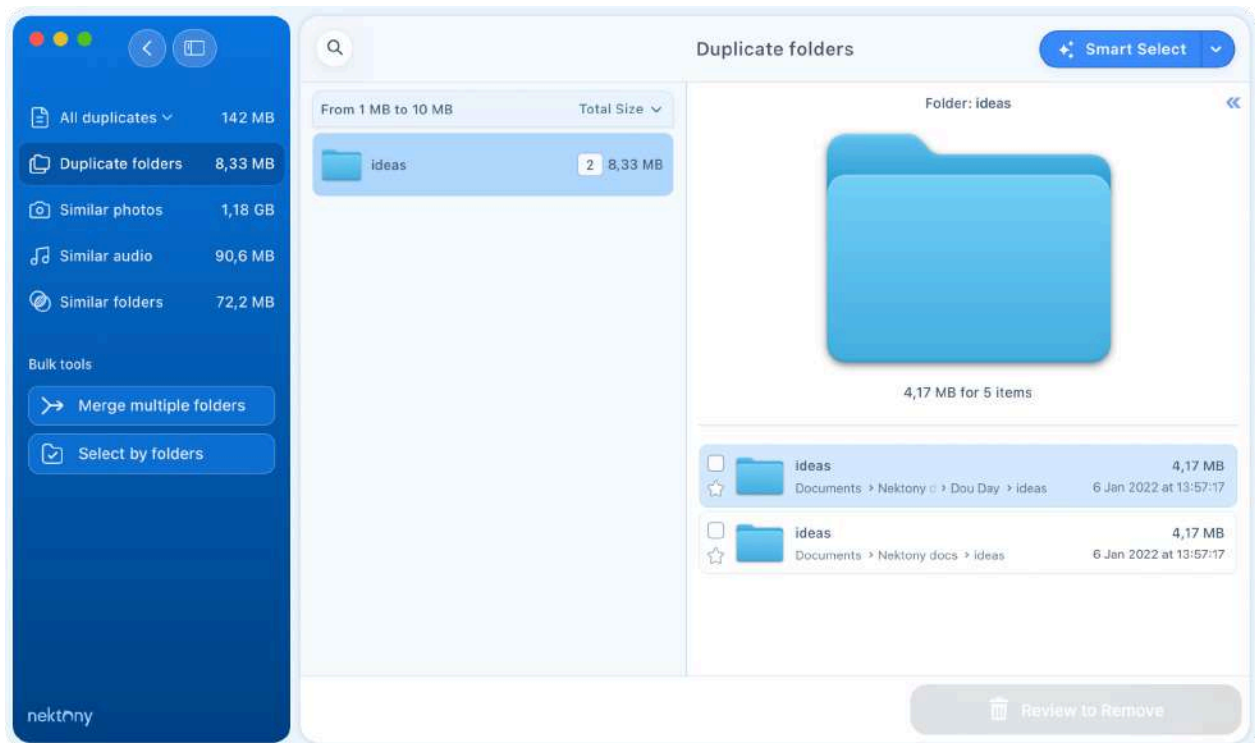 Duplicate folders
Smart Select
All duplicates 142 MB
Duplicate folders 8,33 MB
Similar photos 1,18 GB
Similar audio 90,6 MB
Similar folders 72,2 MB
Bulk tools
Merge multiple folders
Select by folders
nektony
From 1 MB to 10 MB Total Size
ideas 2 8,33 MB
Folder: ideas
4,17 MB for 5 items
ideas 4,17 MB
Documents › Nektony › Dou Day › ideas 6 Jan 2022 at 13:57:17
ideas 4,17 MB
Documents › Nektony docs › ideas 6 Jan 2022 at 13:57:17
Review to Remove